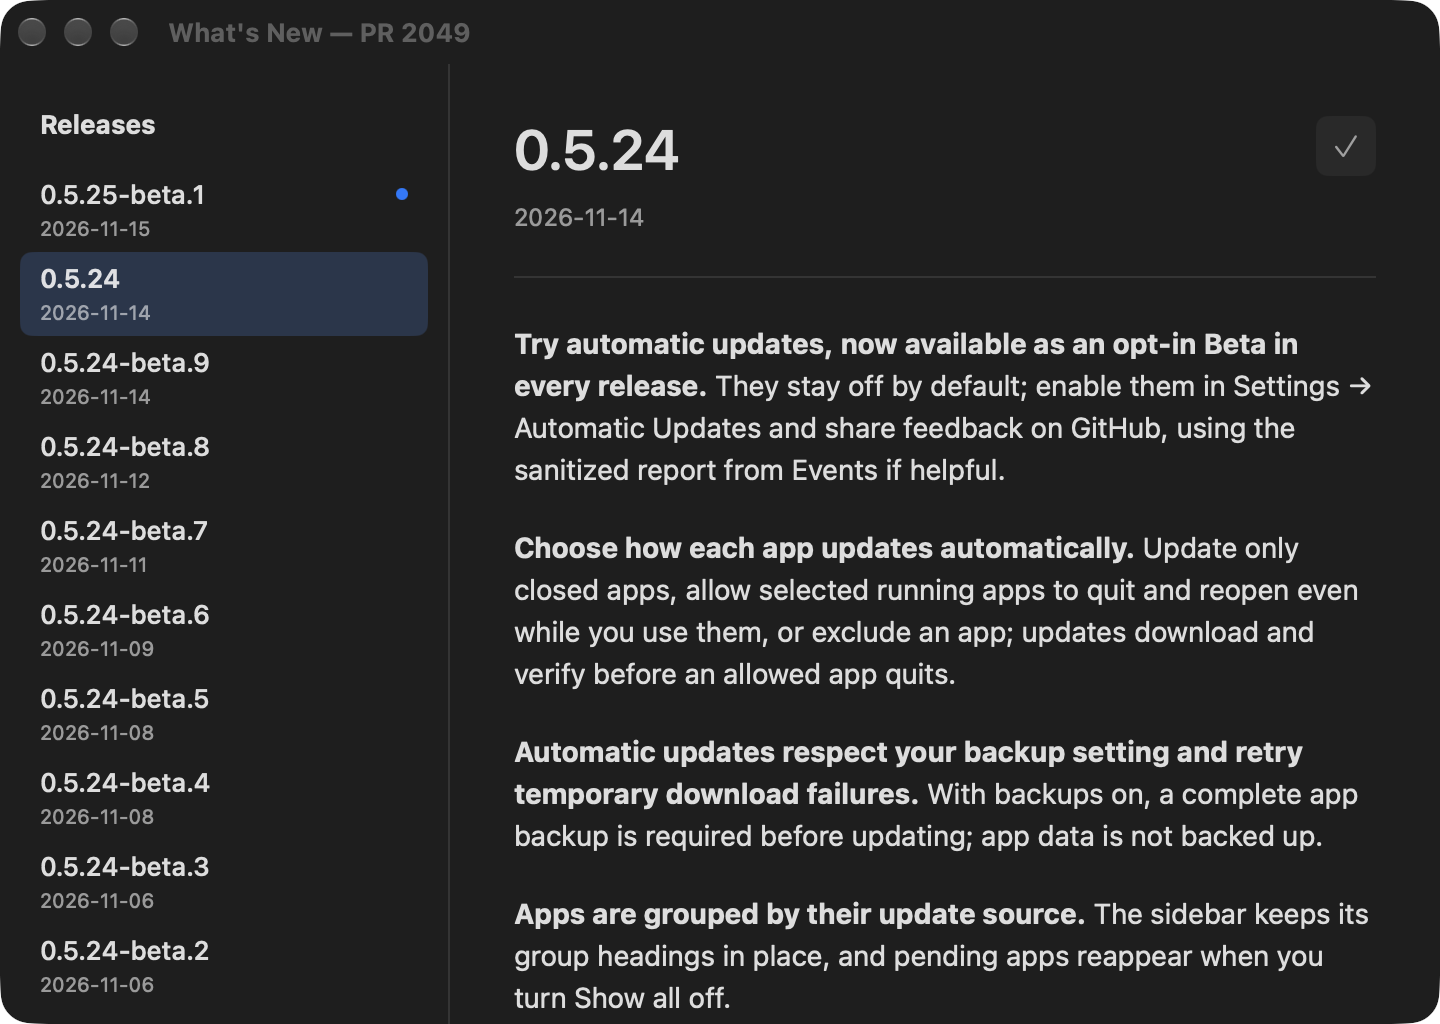 What's New — PR 2049
Releases
0.5.25-beta.1
2026-11-15
0.5.24
2026-11-14
0.5.24-beta.9
2026-11-14
0.5.24-beta.8
2026-11-12
0.5.24-beta.7
2026-11-11
0.5.24-beta.6
2026-11-09
0.5.24-beta.5
2026-11-08
0.5.24-beta.4
2026-11-08
0.5.24-beta.3
2026-11-06
0.5.24-beta.2
2026-11-06
0.5.24
2026-11-14
Try automatic updates, now available as an opt-in Beta in
every release. They stay off by default; enable them in Settings →
Automatic Updates and share feedback on GitHub, using the
sanitized report from Events if helpful.
Choose how each app updates automatically. Update only
closed apps, allow selected running apps to quit and reopen even
while you use them, or exclude an app; updates download and
verify before an allowed app quits.
Automatic updates respect your backup setting and retry
temporary download failures. With backups on, a complete app
backup is required before updating; app data is not backed up.
Apps are grouped by their update source. The sidebar keeps its
group headings in place, and pending apps reappear when you
turn Show all off.